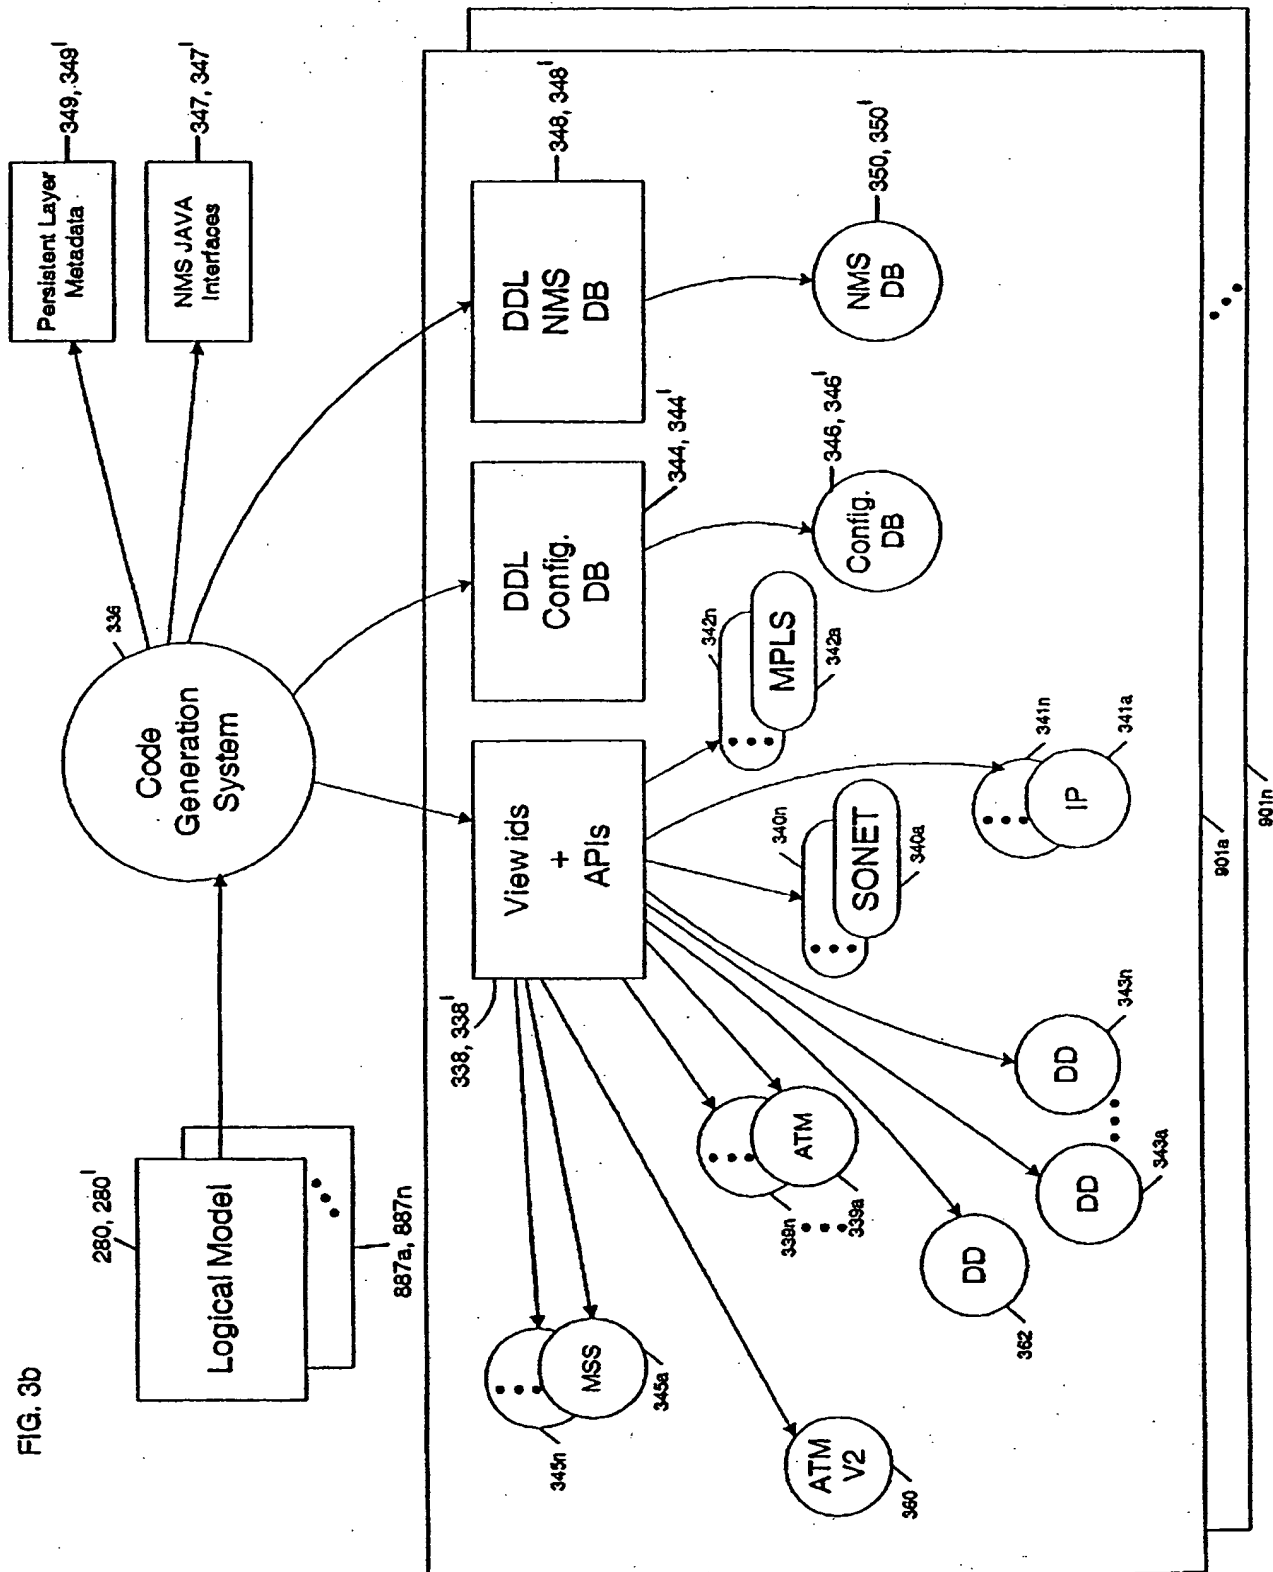 FIG. 3b
280, 280'
Logical Model
887a, 887n
336
Code
Generation
System
Persistent Layer
Metadata
349, 349'
NMS JAVA
Interfaces
347, 347'
338, 338'
View ids
+
APIs
DDL
Config.
DB
344, 344'
DDL
NMS
DB
348, 348'
345n
MSS
345a
ATM
V2
360
339n
ATM
339a
DD
362
DD
343a
DD
343n
340n
SONET
340a
342n
MPLS
342a
341n
IP
341a
Config.
DB
346, 346'
NMS
DB
350, 350'
901a
901n